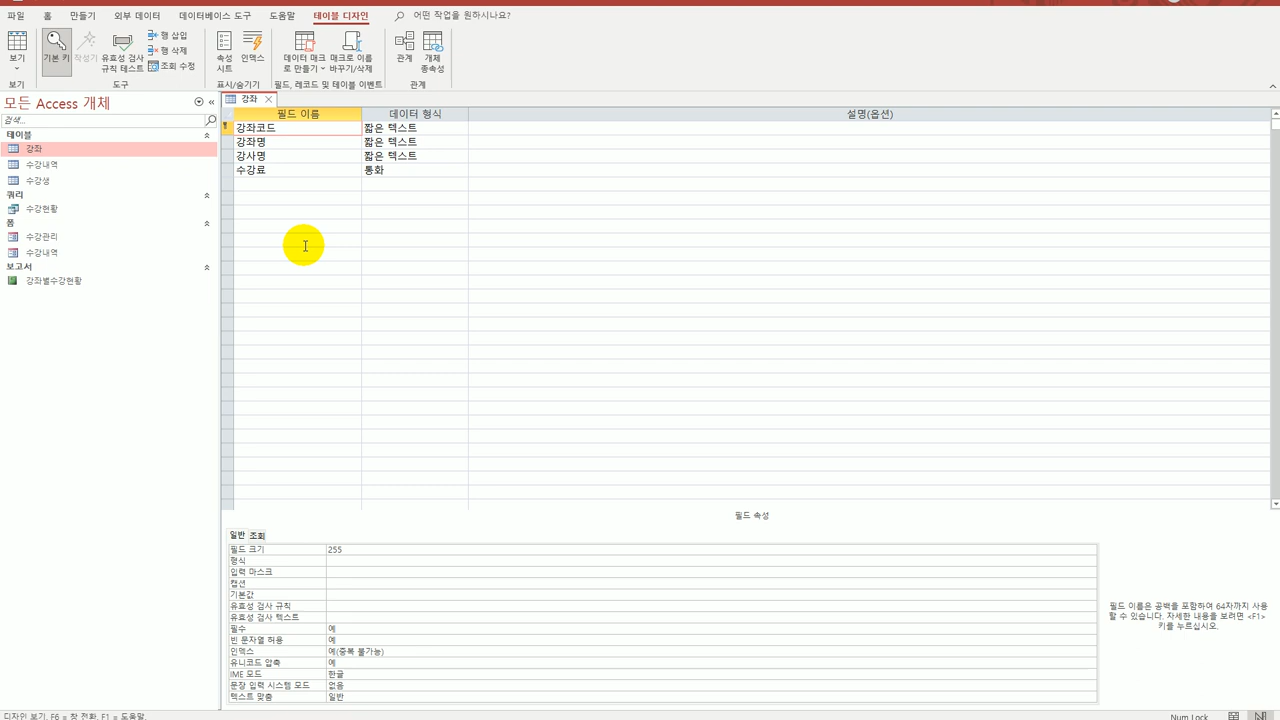 파일 홈 만들기 외부 데이터 데이터베이스 도구 도움말 테이블 디자인 어떤 작업을 원하시나요?
보기 기본 키 작성기 유효성 검사 규칙 테스트 행 삽입 행 삭제 조회 수정 속성 시트 인덱스 데이터 매크로 만들기 매크로 이름 바꾸기/삭제 관계 개체 종속성
보기 도구 표시/숨기기 필드, 레코드 및 테이블 이벤트 관계
모든 Access 개체
검색...
테이블
강좌
수강내역
수강생
쿼리
수강현황
폼
수강관리
수강내역
보고서
강좌별수강현황
강좌
필드 이름 데이터 형식 설명(옵션)
강좌코드 짧은 텍스트
강좌명 짧은 텍스트
강사명 짧은 텍스트
수강료 통화
필드 속성
일반 조회
필드 크기 255
형식
입력 마스크
캡션
기본값
유효성 검사 규칙
유효성 검사 텍스트
필수 예
빈 문자열 허용 예
인덱스 예(중복 불가능)
유니코드 압축 예
IME 모드 한글
문장 입력 시스템 모드 없음
텍스트 맞춤 일반
필드 이름은 공백을 포함하여 64자까지 사용
할 수 있습니다. 자세한 내용을 보려면 <F1>
키를 누르십시오.
디자인 보기. F6 = 창 전환. F1 = 도움말. Num Lock